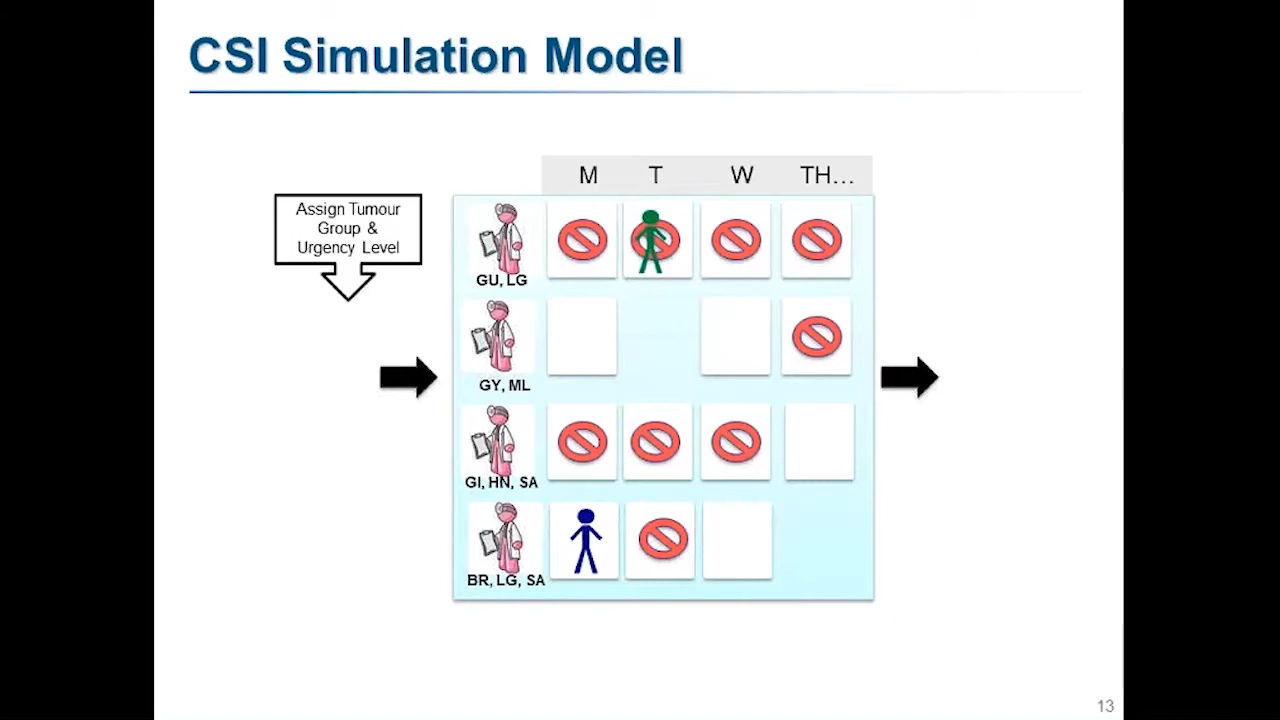 CSI Simulation Model
M T W TH…
Assign Tumour
Group &
Urgency Level
GU, LG
GY, ML
GI, HN, SA
BR, LG, SA
13